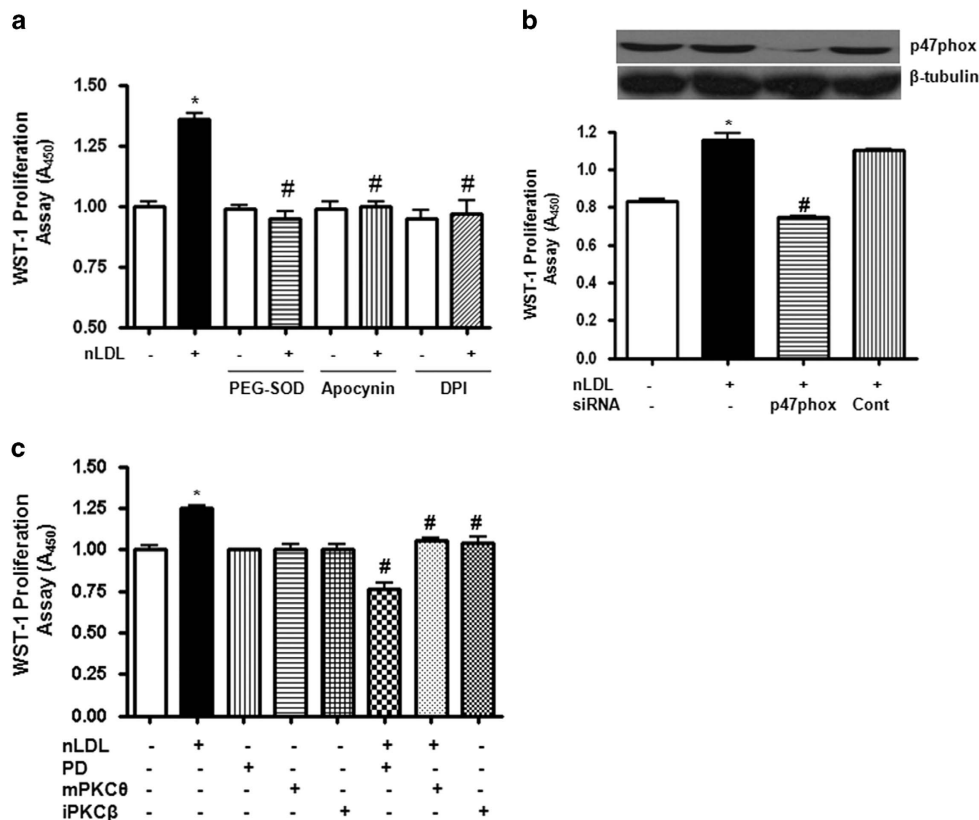 a
WST-1 Proliferation
Assay (A450)
1.50
1.25
1.00
0.75
0.50
*
#
#
#
nLDL - + - + - + - +
PEG-SOD Apocynin DPI
b
p47phox
β-tubulin
WST-1 Proliferation
Assay (A450)
1.2
1.0
0.8
0.6
0.4
0.2
0.0
*
#
nLDL - + + +
siRNA - - p47phox Cont
c
WST-1 Proliferation
Assay (A450)
1.50
1.25
1.00
0.75
0.50
0.25
0.00
*
#
#
#
nLDL - + - - - + + -
PD - - + - - + - -
mPKCθ - - - + - - + -
iPKCβ - - - - + - - +